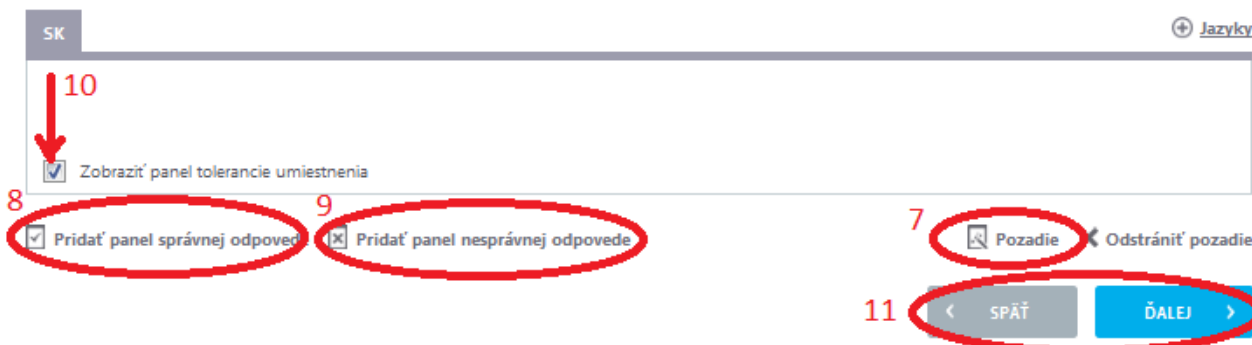 SK
Jazyky
10
Zobraziť panel tolerancie umiestnenia
8
9
7
Pridať panel správnej odpoved
Pridať panel nesprávnej odpovede
Pozadie
Odstrániť pozadie
11
SPÄŤ
ĎALEJ